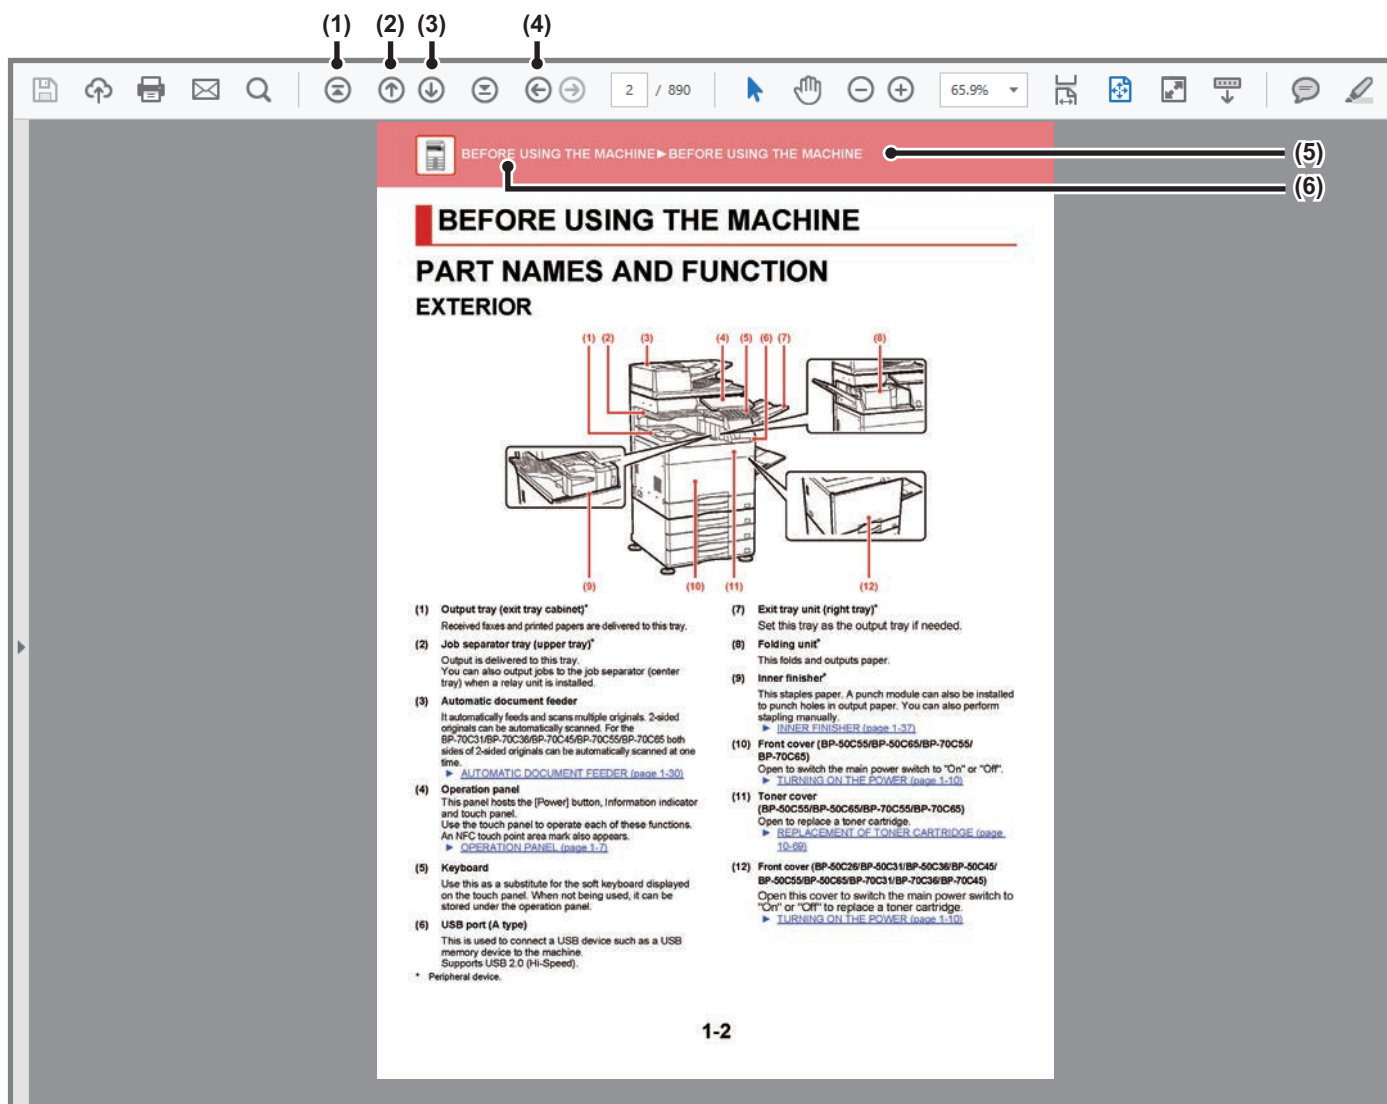 (1) (2) (3) (4)
2 / 890 65.9%
BEFORE USING THE MACHINE►BEFORE USING THE MACHINE
(5)
(6)
BEFORE USING THE MACHINE
PART NAMES AND FUNCTION
EXTERIOR
(1) (2) (3) (4) (5) (6) (7) (8)
(9) (10) (11) (12)
(1) Output tray (exit tray cabinet)*
Received faxes and printed papers are delivered to this tray.
(2) Job separator tray (upper tray)*
Output is delivered to this tray.
You can also output jobs to the job separator (center
tray) when a relay unit is installed.
(3) Automatic document feeder
It automatically feeds and scans multiple originals. 2-sided
originals can be automatically scanned. For the
BP-70C31/BP-70C36/BP-70C45/BP-70C55/BP-70C65 both
sides of 2-sided originals can be automatically scanned at one
time.
► AUTOMATIC DOCUMENT FEEDER (page 1-30)
(4) Operation panel
This panel hosts the [Power] button, Information indicator
and touch panel.
Use the touch panel to operate each of these functions.
An NFC touch point area mark also appears.
► OPERATION PANEL (page 1-7)
(5) Keyboard
Use this as a substitute for the soft keyboard displayed
on the touch panel. When not being used, it can be
stored under the operation panel.
(6) USB port (A type)
This is used to connect a USB device such as a USB
memory device to the machine.
Supports USB 2.0 (Hi-Speed).
* Peripheral device.
(7) Exit tray unit (right tray)*
Set this tray as the output tray if needed.
(8) Folding unit*
This folds and outputs paper.
(9) Inner finisher*
This staples paper. A punch module can also be installed
to punch holes in output paper. You can also perform
stapling manually.
► INNER FINISHER (page 1-37)
(10) Front cover (BP-50C55/BP-50C65/BP-70C55/
BP-70C65)
Open to switch the main power switch to "On" or "Off".
► TURNING ON THE POWER (page 1-10)
(11) Toner cover
(BP-50C55/BP-50C65/BP-70C55/BP-70C65)
Open to replace a toner cartridge.
► REPLACEMENT OF TONER CARTRIDGE (page
10-69)
(12) Front cover (BP-50C26/BP-50C31/BP-50C36/BP-50C45/
BP-50C55/BP-50C65/BP-70C31/BP-70C36/BP-70C45)
Open this cover to switch the main power switch to
"On" or "Off" to replace a toner cartridge.
► TURNING ON THE POWER (page 1-10)
1-2